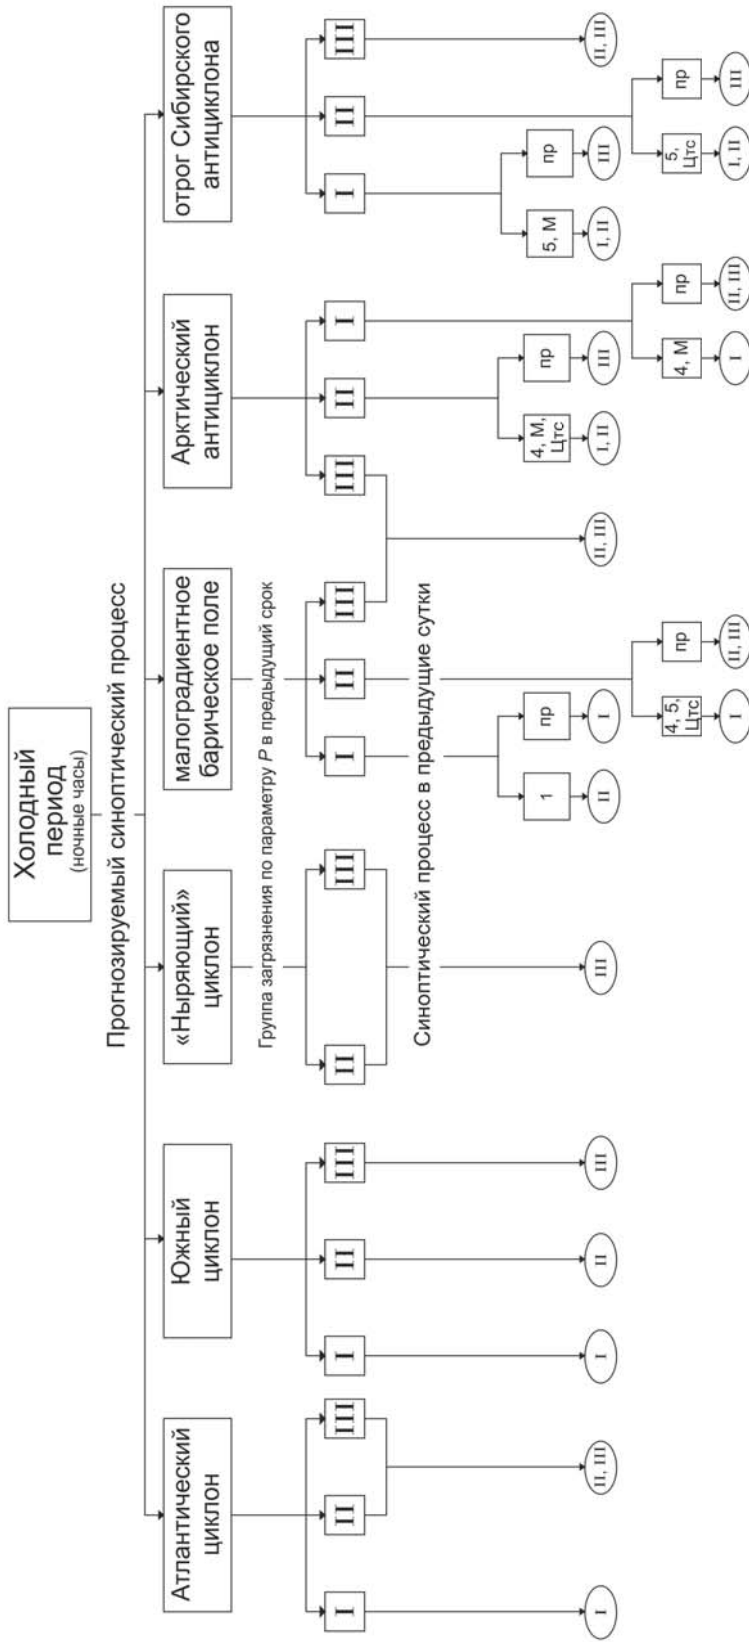 Холодный
период
(ночные часы)
Прогнозируемый синоптический процесс
Атлантический
циклон
Южный
циклон
«Ныряющий»
циклон
малоградиентное
барическое поле
Арктический
антициклон
отрог Сибирского
антициклона
Группа загрязнения по параметру P в предыдущий срок
I
II
III
I
II
III
II
III
I
II
III
III
II
I
I
II
III
Синоптический процесс в предыдущие сутки
1
пр
4, М,
Цтс
пр
5, М
пр
I
II, III
I
II
III
III
II
I
II, III
I, II
III
I, II
III
II, III
4, 5,
Цтс
пр
4, М
пр
5,
Цтс
пр
I
II, III
I
II, III
I, II
III